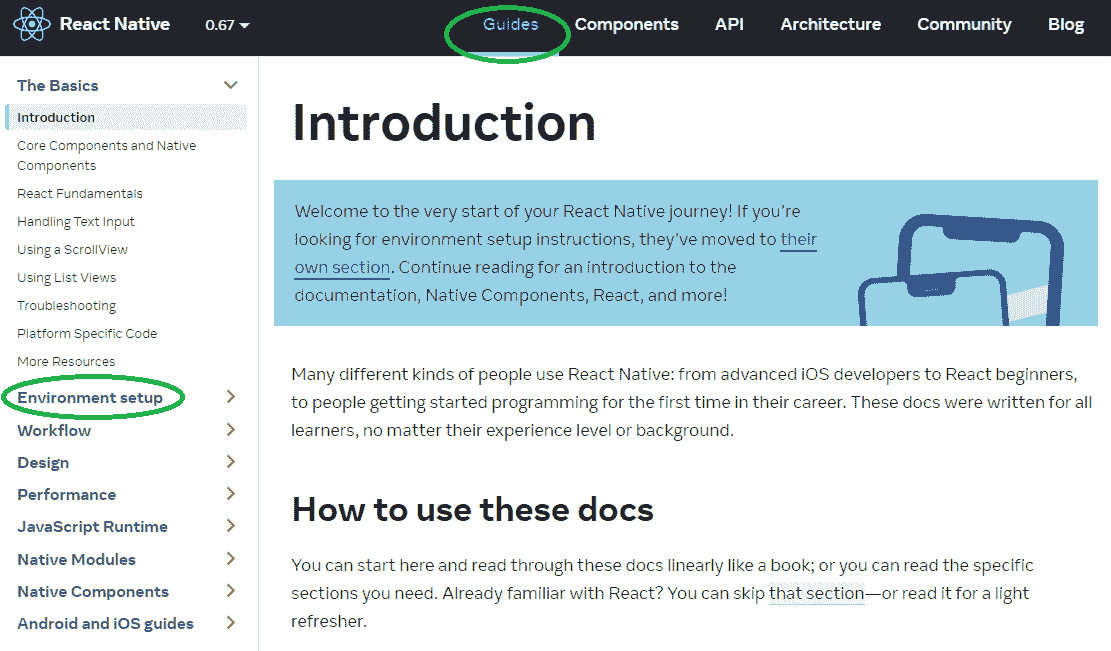 React Native 0.67 Guides Components API Architecture Community Blog
The Basics
Introduction
Core Components and Native
Components
React Fundamentals
Handling Text Input
Using a ScrollView
Using List Views
Troubleshooting
Platform Specific Code
More Resources
Environment setup
Workflow
Design
Performance
JavaScript Runtime
Native Modules
Native Components
Android and iOS guides
Introduction
Welcome to the very start of your React Native journey! If you're
looking for environment setup instructions, they've moved to their
own section. Continue reading for an introduction to the
documentation, Native Components, React, and more!
Many different kinds of people use React Native: from advanced iOS developers to React beginners,
to people getting started programming for the first time in their career. These docs were written for all
learners, no matter their experience level or background.
How to use these docs
You can start here and read through these docs linearly like a book; or you can read the specific
sections you need. Already familiar with React? You can skip that section—or read it for a light
refresher.